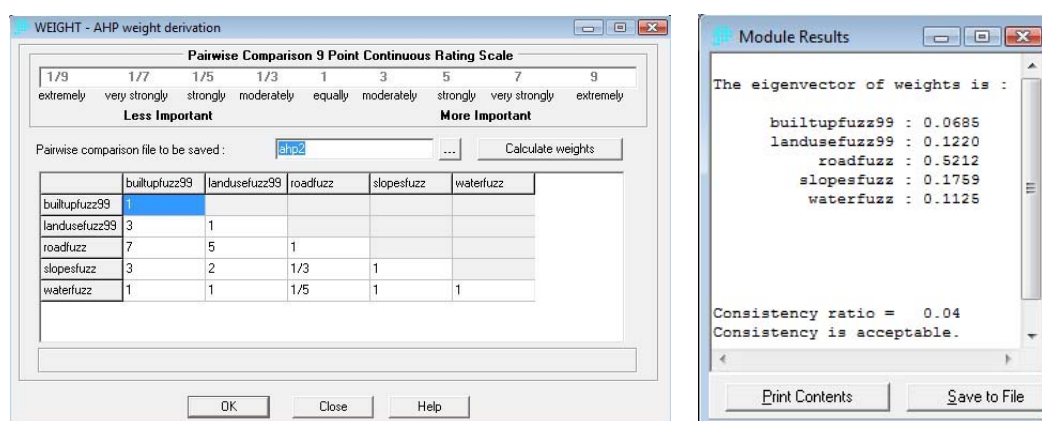 WEIGHT - AHP weight derivation
Pairwise Comparison 9 Point Continuous Rating Scale
1/9 1/7 1/5 1/3 1 3 5 7 9
extremely very strongly strongly moderately equally moderately strongly very strongly extremely
Less Important More Important
Pairwise comparison file to be saved : ahp2 ... Calculate weights
builtupfuzz99 landusefuzz99 roadfuzz slopesfuzz waterfuzz
builtupfuzz99 1
landusefuzz99 3 1
roadfuzz 7 5 1
slopesfuzz 3 2 1/3 1
waterfuzz 1 1 1/5 1 1
OK Close Help
Module Results
The eigenvector of weights is :
builtupfuzz99 : 0.0685
landusefuzz99 : 0.1220
roadfuzz : 0.5212
slopesfuzz : 0.1759
waterfuzz : 0.1125
Consistency ratio = 0.04
Consistency is acceptable.
Print Contents Save to File